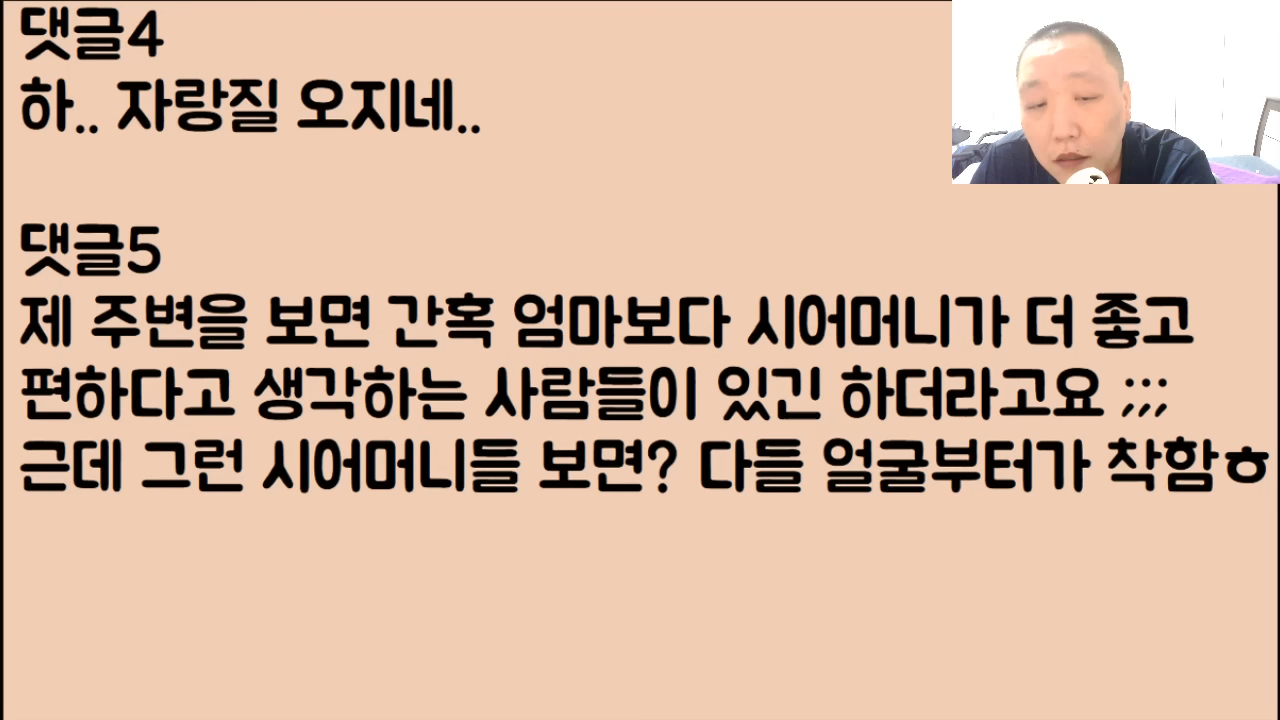 댓글4
하.. 자랑질 오지네..
댓글5
제 주변을 보면 간혹 엄마보다 시어머니가 더 좋고
편하다고 생각하는 사람들이 있긴 하더라고요 ;;;
근데 그런 시어머니들 보면? 다들 얼굴부터가 착함ㅎ